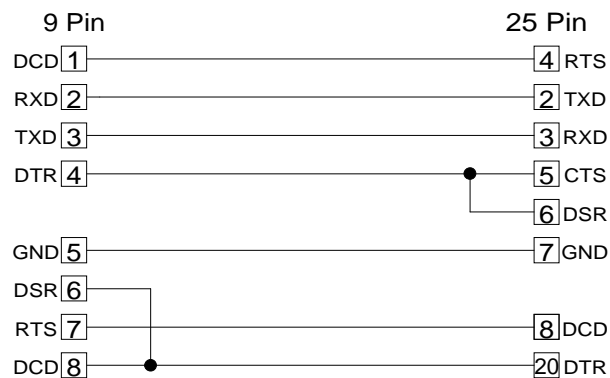 9 Pin 25 Pin
DCD 1 4 RTS
RXD 2 2 TXD
TXD 3 3 RXD
DTR 4 5 CTS
6 DSR
GND 5 7 GND
DSR 6
RTS 7 8 DCD
DCD 8 20 DTR